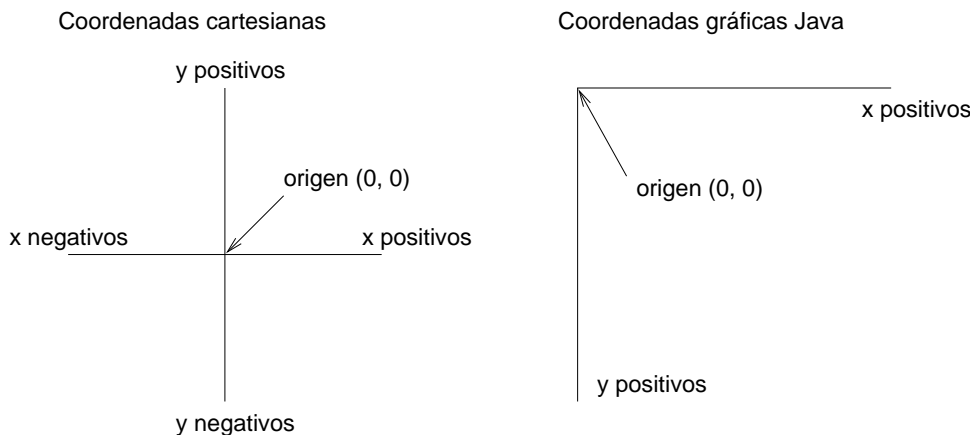 Coordenadas cartesianas
y positivos
origen (0, 0)
x negativos
x positivos
y negativos
Coordenadas gráficas Java
x positivos
origen (0, 0)
y positivos